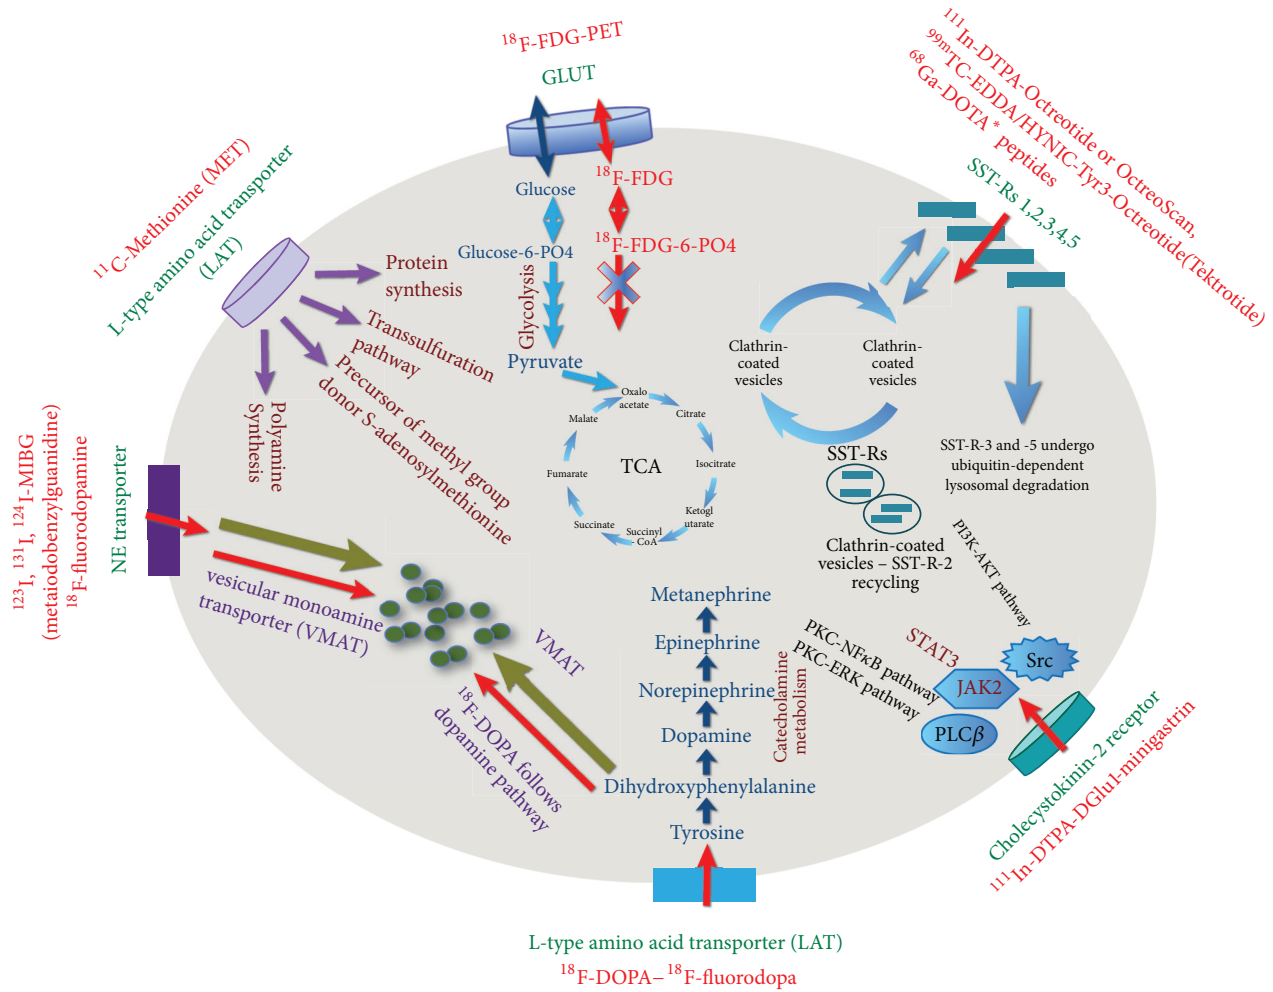 18F-FDG-PET
GLUT
111In-DTPA-Octreotide or OctreoScan,
99mTC-EDDA/HYNIC-Tyr3-Octreotide(Tektrotide)
68Ga-DOTA* peptides
SST-Rs 1,2,3,4,5
11C-Methionine (MET)
L-type amino acid transporter
(LAT)
Glucose
18F-FDG
Glucose-6-PO4
18F-FDG-6-PO4
Glycolysis
Pyruvate
Protein
synthesis
Transsulfuration
pathway
Precursor of methyl group
donor S-adenosylmethionine
Polyamine
Synthesis
Oxalo
acetate
Citrate
Isocitrate
Ketogl
utarate
Succinyl
- CoA
Succinate
Fumarate
Malate
TCA
Clathrin-
coated
vesicles
Clathrin-
coated
vesicles
SST-Rs
Clathrin-coated
vesicles – SST-R-2
recycling
SST-R-3 and -5 undergo
ubiquitin-dependent
lysosomal degradation
123I, 131I, 124I-MIBG
(metaiodobenzylguanidine)
18F-fluorodopamine
NE transporter
vesicular monoamine
transporter (VMAT)
VMAT
18F-DOPA follows
dopamine pathway
Metanephrine
Epinephrine
Norepinephrine
Dopamine
Dihydroxyphenylalanine
Tyrosine
Catecholamine
metabolism
PI3K-AKT pathway
STAT3
PKC-NFκB pathway
PKC-ERK pathway
Src
JAK2
PLCβ
Cholecystokinin-2 receptor
111In-DTPA-DGlu1-minigastrin
L-type amino acid transporter (LAT)
18F-DOPA– 18F-fluorodopa